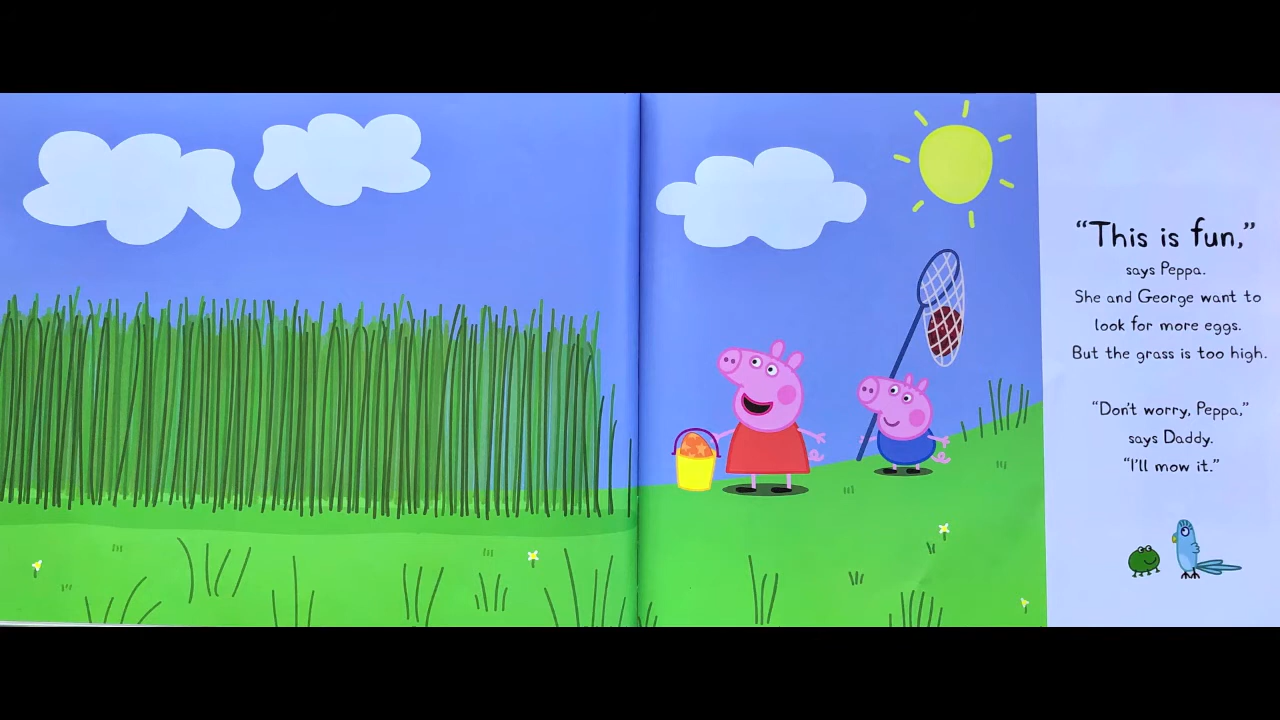 “This is fun,”
says Peppa.
She and George want to
look for more eggs.
But the grass is too high.
“Don’t worry, Peppa,”
says Daddy.
“I’ll mow it.”